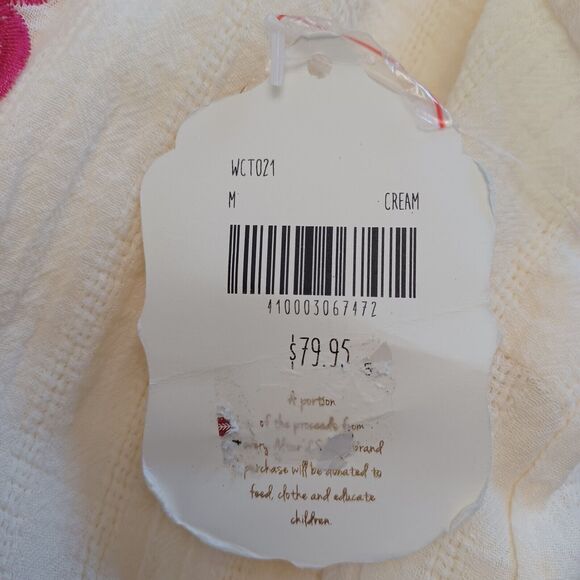 WCT021
M CREAM
410003067472
$79.95
A portion
of the proceeds from
every brand
purchase will be donated to
feed, clothe and educate
children.